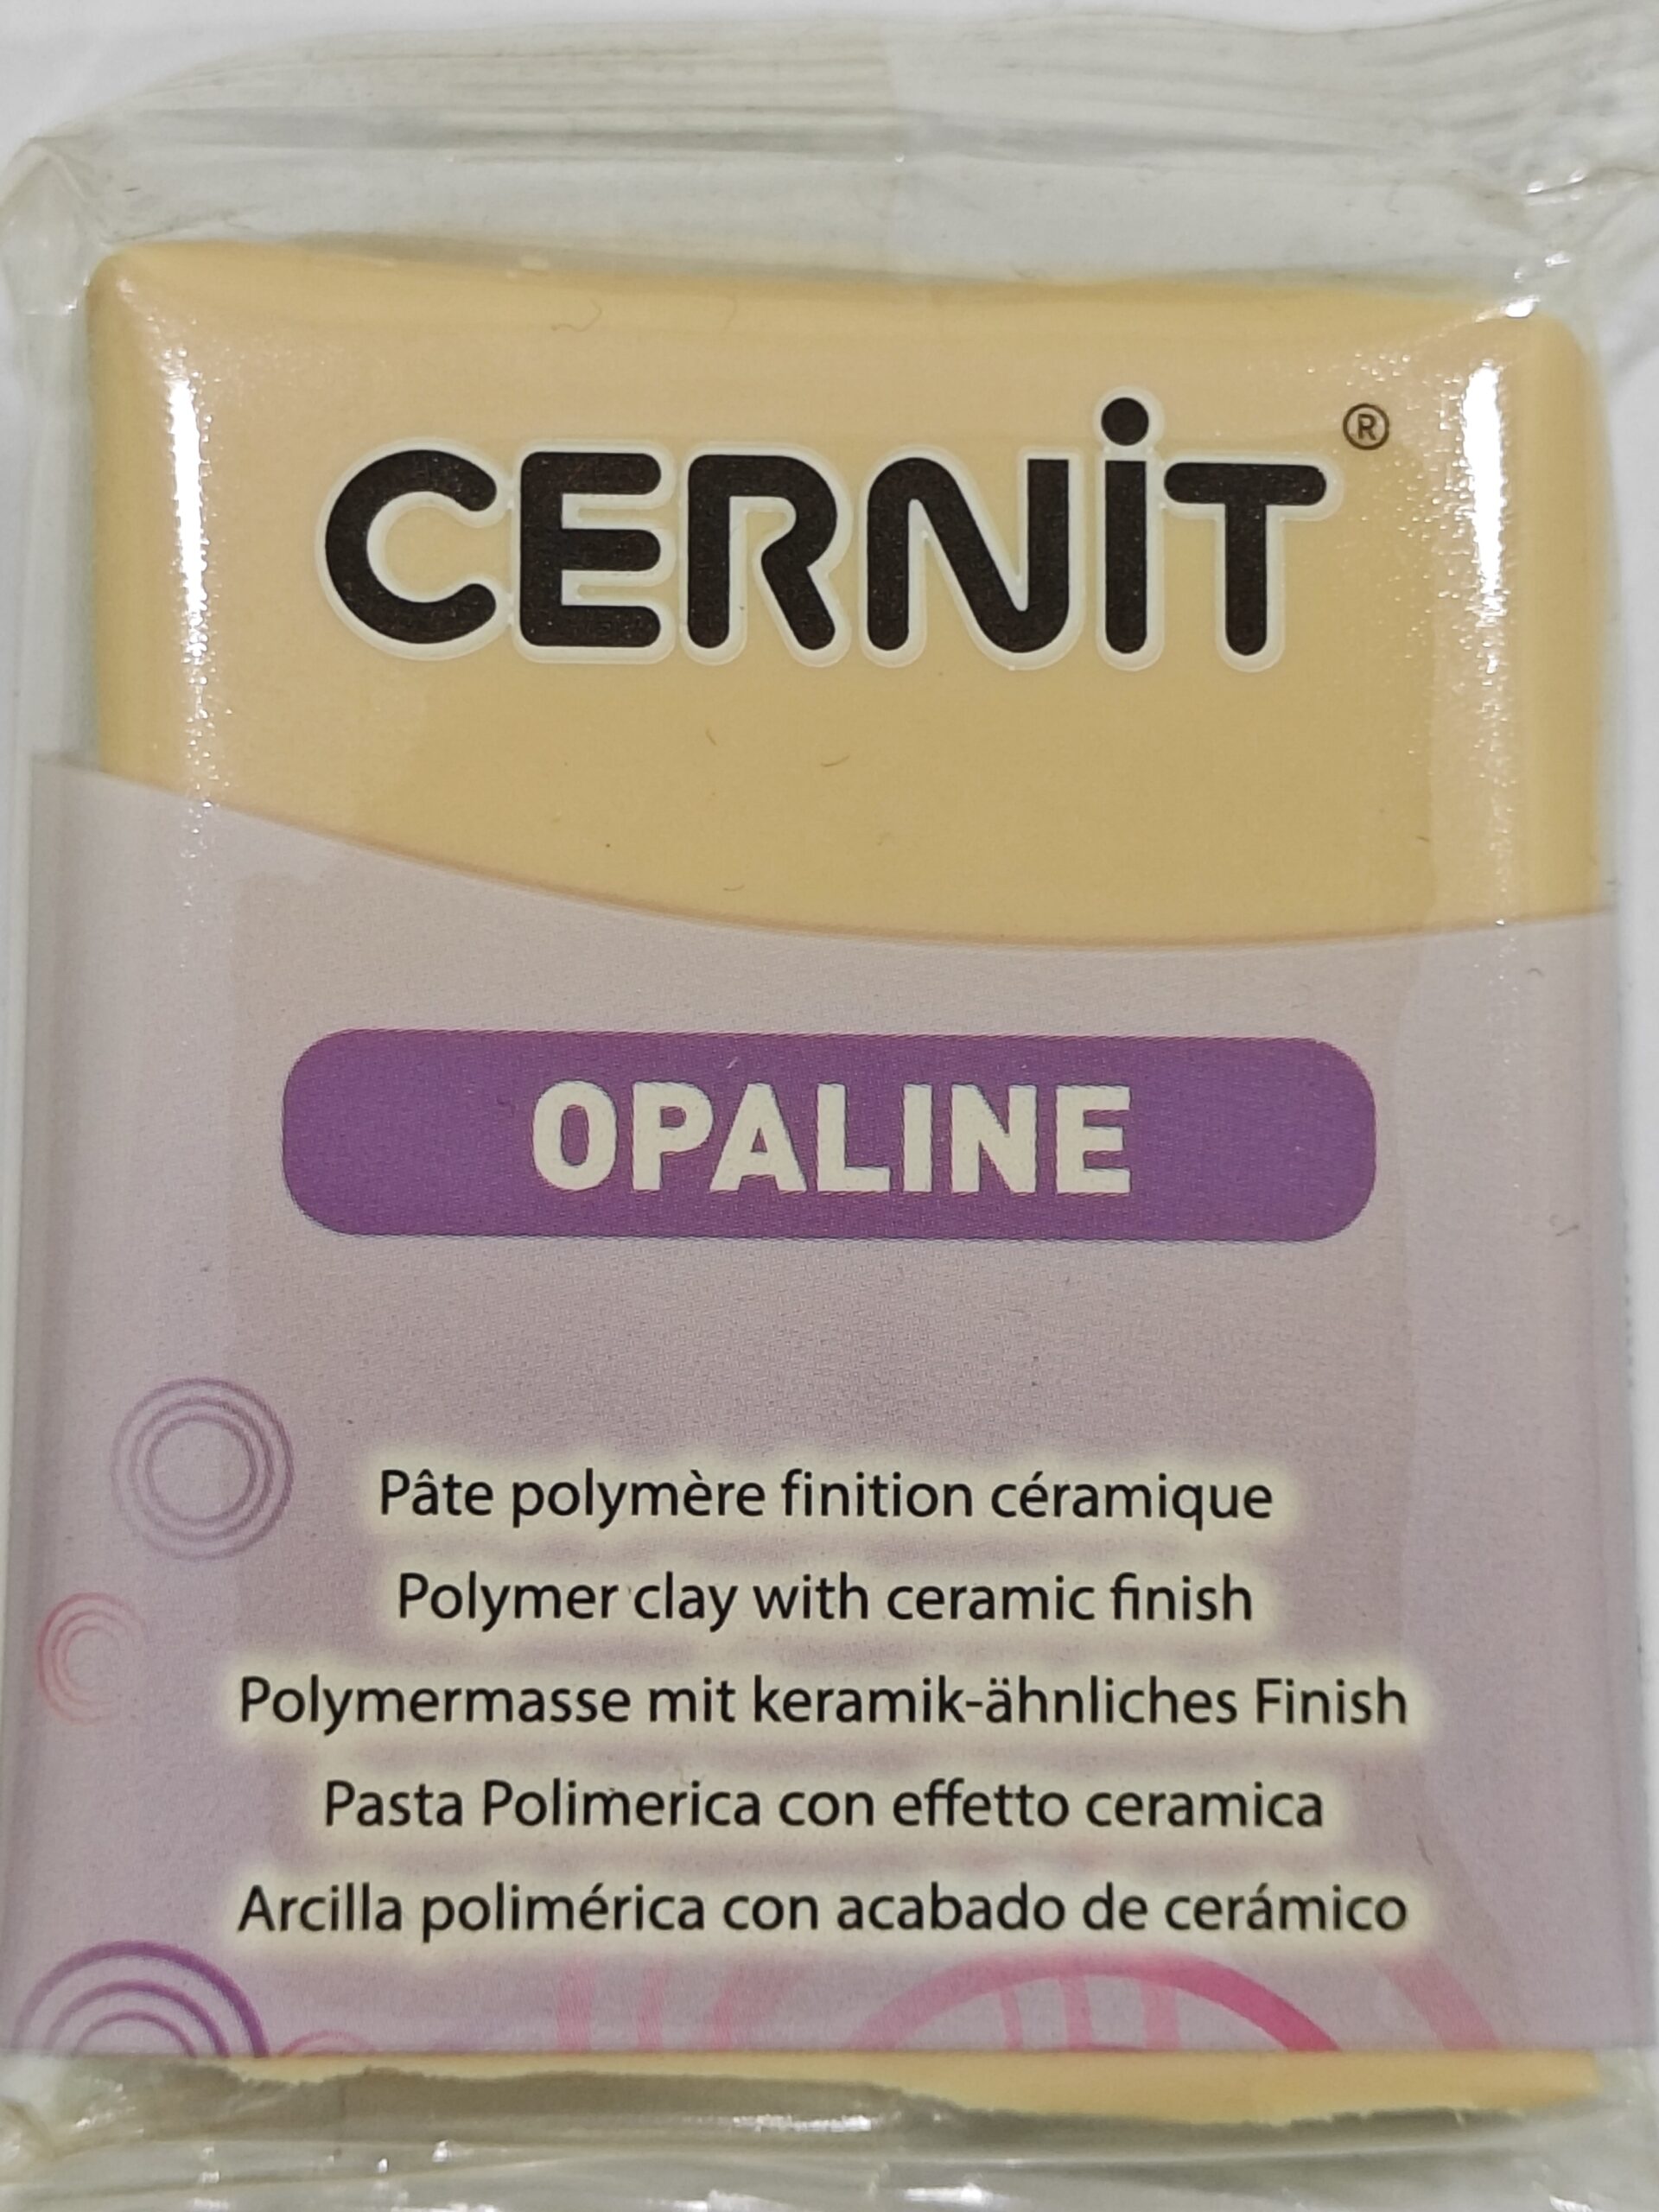 CERNiT ®
OPALINE
Pâte polymère finition céramique
Polymer clay with ceramic finish
Polymermasse mit keramik-ähnliches Finish
Pasta Polimerica con effetto ceramica
Arcilla polimérica con acabado de cerámico